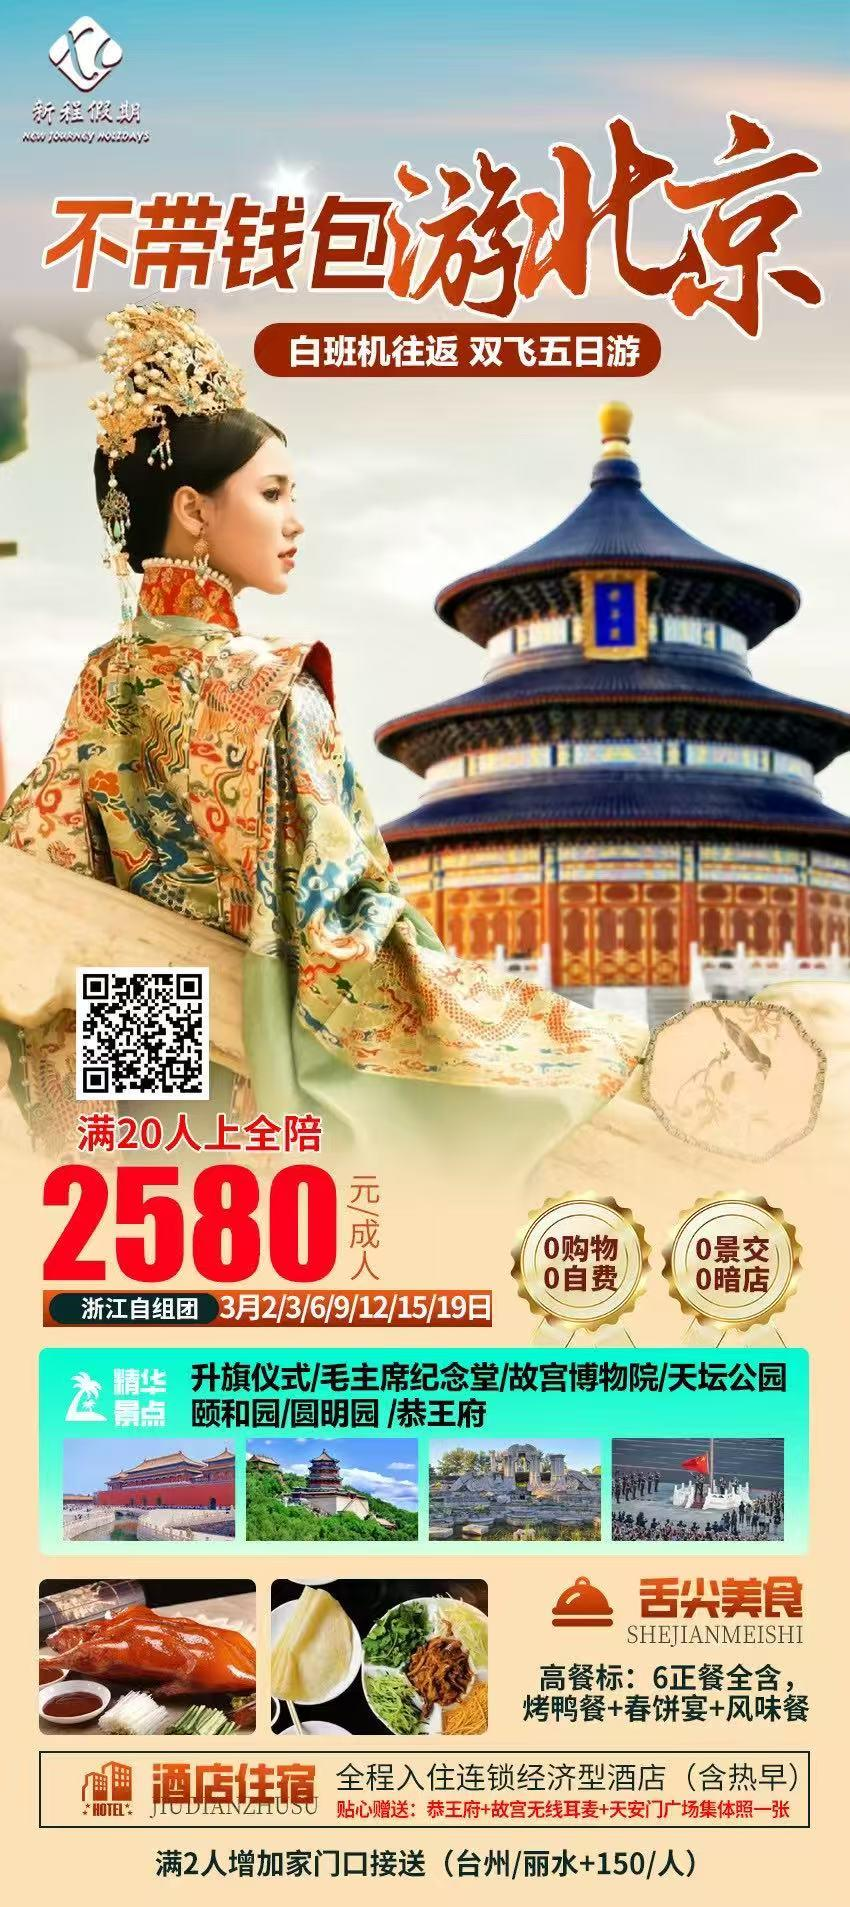 新程假期
NEW JOURNEY HOLIDAYS
不带钱包游北京
白班机往返 双飞五日游
满20人上全陪
2580元/成人
浙江自组团 3月2/3/6/9/12/15/19日
0购物
0自费
0景交
0暗店
精华
景点
升旗仪式/毛主席纪念堂/故宫博物院/天坛公园
颐和园/圆明园 /恭王府
舌尖美食
SHEJIANMEISHI
高餐标：6正餐全含，
烤鸭餐+春饼宴+风味餐
HOTEL
酒店住宿
JIUDIANZHUSU
全程入住连锁经济型酒店（含热早）
贴心赠送：恭王府+故宫无线耳麦+天安门广场集体照一张
满2人增加家门口接送（台州/丽水+150/人）